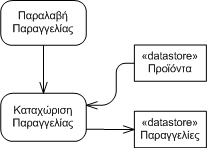 Παραλαβή
Παραγγελίας
«datastore»
Προϊόντα
Καταχώριση
Παραγγελίας
«datastore»
Παραγγελίες